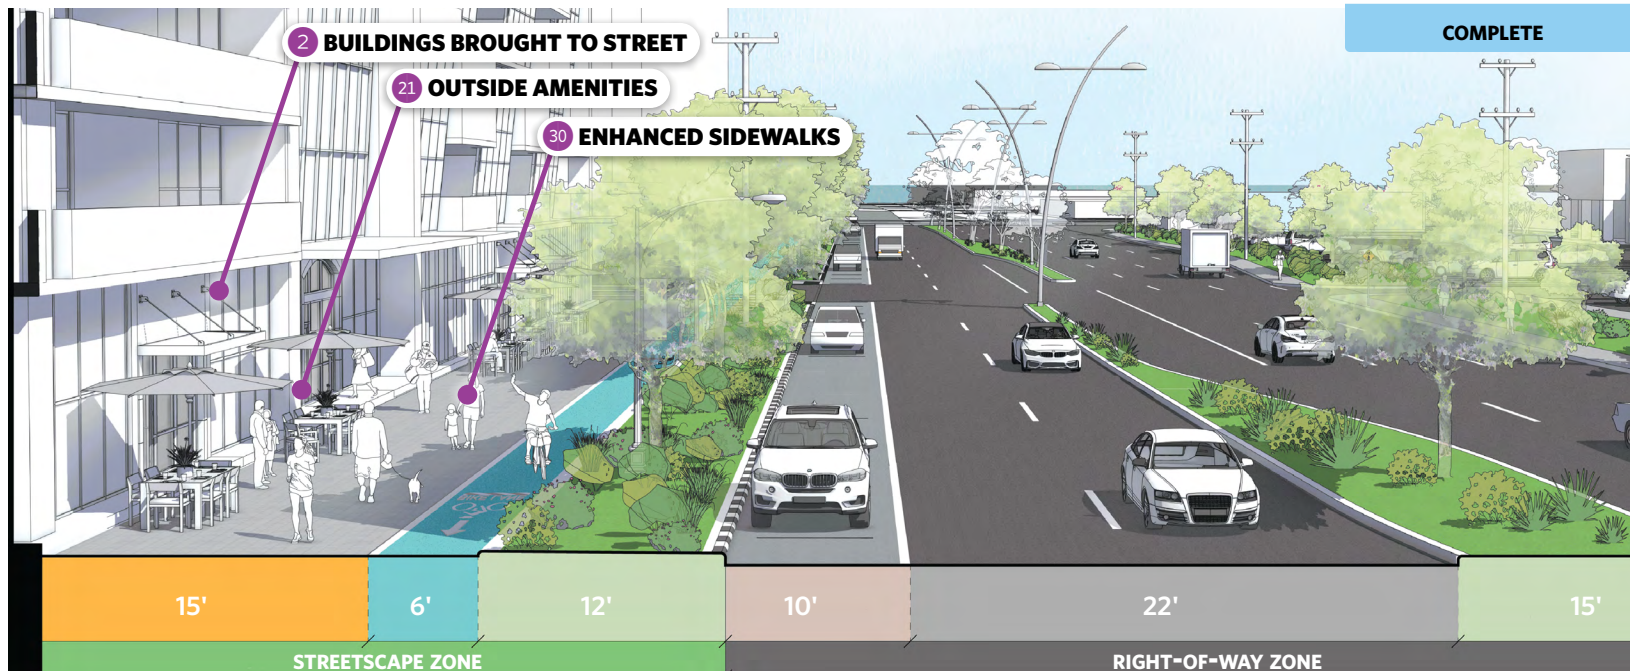 2 BUILDINGS BROUGHT TO STREET
COMPLETE
21 OUTSIDE AMENITIES
30 ENHANCED SIDEWALKS
15' 6' 12' 10' 22' 15'
STREETSCAPE ZONE RIGHT-OF-WAY ZONE